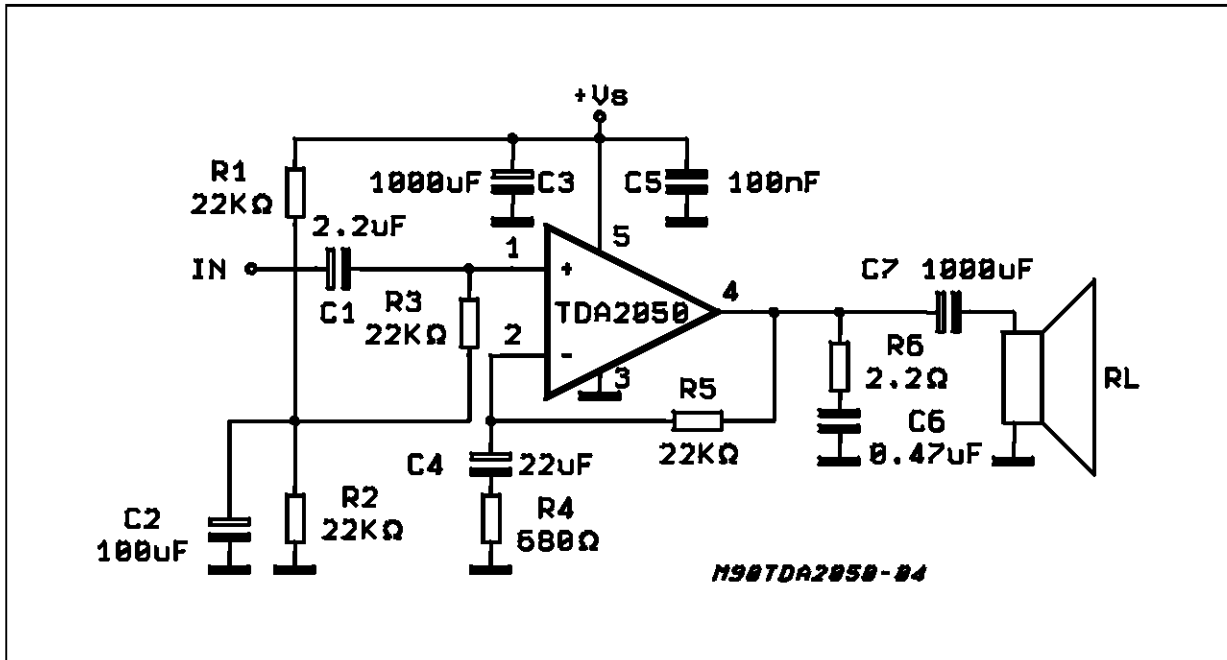 +Vs
R1
22KΩ
1000uF
C3
C5
100nF
2.2uF
1
5
IN
+
C7 1000uF
C1
R3
22KΩ
TDA2050
4
2
-
3
R6
2.2Ω
RL
R5
22KΩ
C6
0.47uF
C4
22uF
R2
22KΩ
R4
680Ω
C2
100uF
M90TDA2050-04